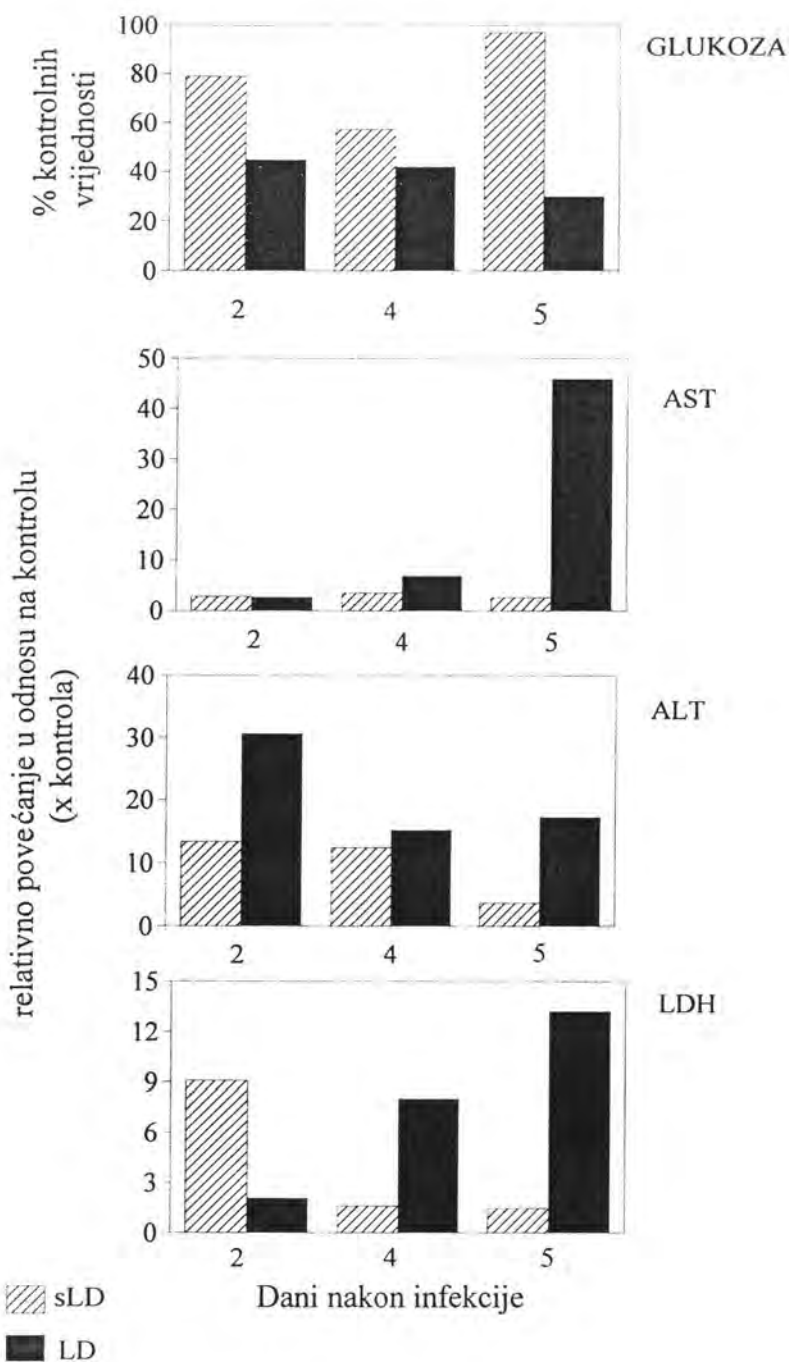 GLUKOZA
% kontrolnih
vrijednosti
100
80
60
40
20
0
2 4 5
AST
50
40
30
20
10
0
2 4 5
relativno povećanje u odnosu na kontrolu
(x kontrola)
ALT
40
30
20
10
0
2 4 5
LDH
15
12
9
6
3
0
2 4 5
Dani nakon infekcije
sLD
LD